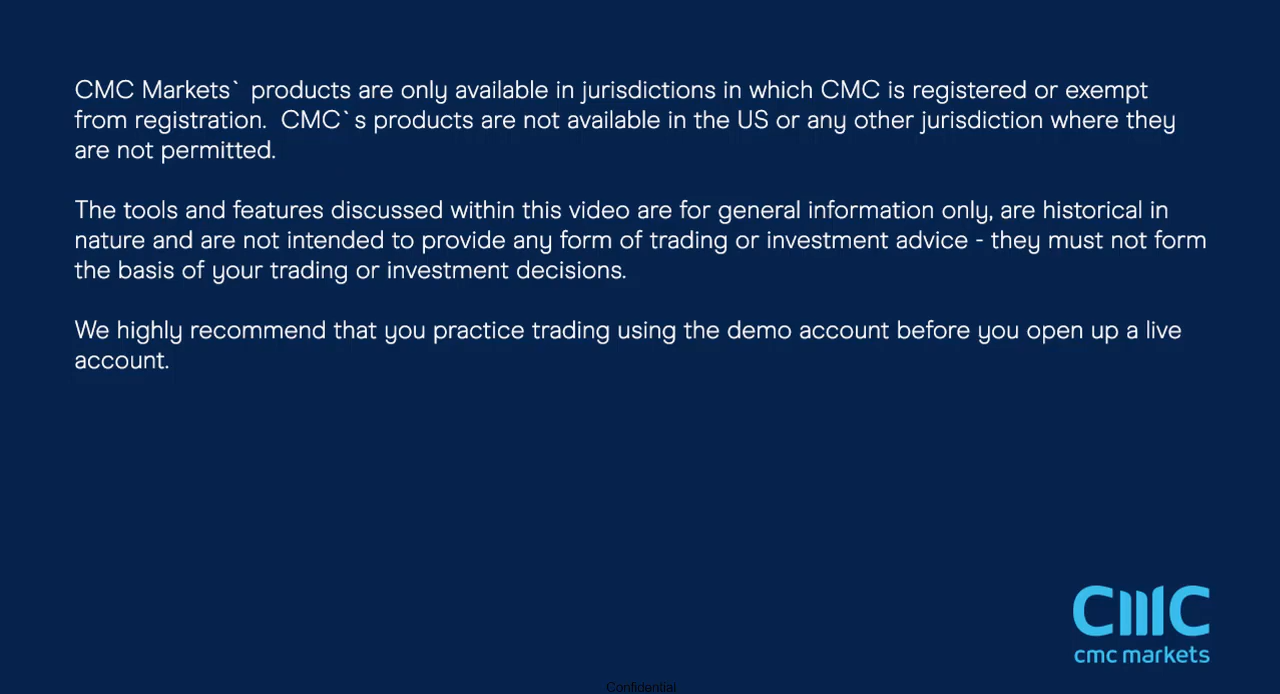 CMC Markets` products are only available in jurisdictions in which CMC is registered or exempt
from registration.  CMC`s products are not available in the US or any other jurisdiction where they
are not permitted.
The tools and features discussed within this video are for general information only, are historical in
nature and are not intended to provide any form of trading or investment advice - they must not form
the basis of your trading or investment decisions.
We highly recommend that you practice trading using the demo account before you open up a live
account.
CMC
cmc markets
Confidential